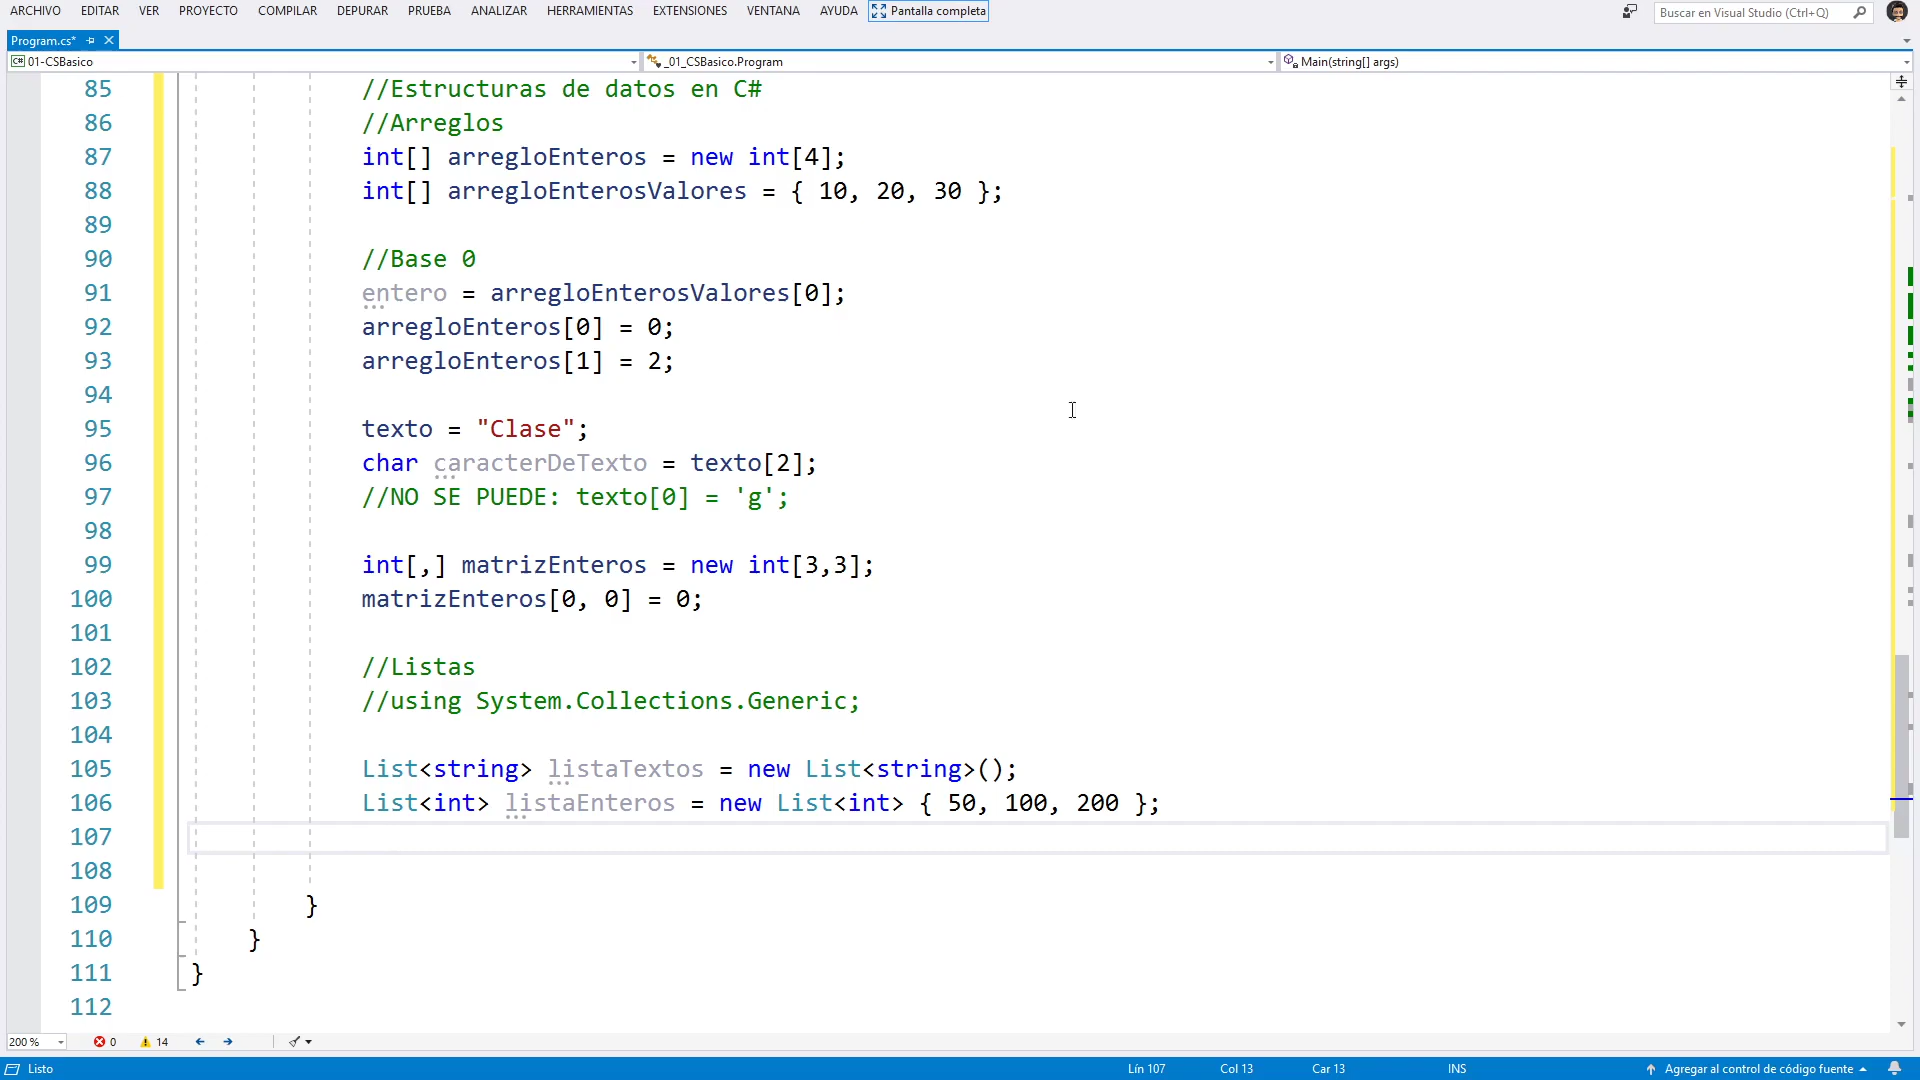 ARCHIVO EDITAR VER PROYECTO COMPILAR DEPURAR PRUEBA ANALIZAR HERRAMIENTAS EXTENSIONES VENTANA AYUDA Pantalla completa Buscar en Visual Studio (Ctrl+Q)
Program.cs*
C# 01-CSBasico _01_CSBasico.Program Main(string[] args)
85 //Estructuras de datos en C#
86 //Arreglos
87 int[] arregloEnteros = new int[4];
88 int[] arregloEnterosValores = { 10, 20, 30 };
89
90 //Base 0
91 entero = arregloEnterosValores[0];
92 arregloEnteros[0] = 0;
93 arregloEnteros[1] = 2;
94
95 texto = "Clase";
96 char caracterDeTexto = texto[2];
97 //NO SE PUEDE: texto[0] = 'g';
98
99 int[,] matrizEnteros = new int[3,3];
100 matrizEnteros[0, 0] = 0;
101
102 //Listas
103 //using System.Collections.Generic;
104
105 List<string> listaTextos = new List<string>();
106 List<int> listaEnteros = new List<int> { 50, 100, 200 };
107
108
109 }
110 }
111 }
112
200 % 0 14
Listo Lín 107 Col 13 Car 13 INS Agregar al control de código fuente